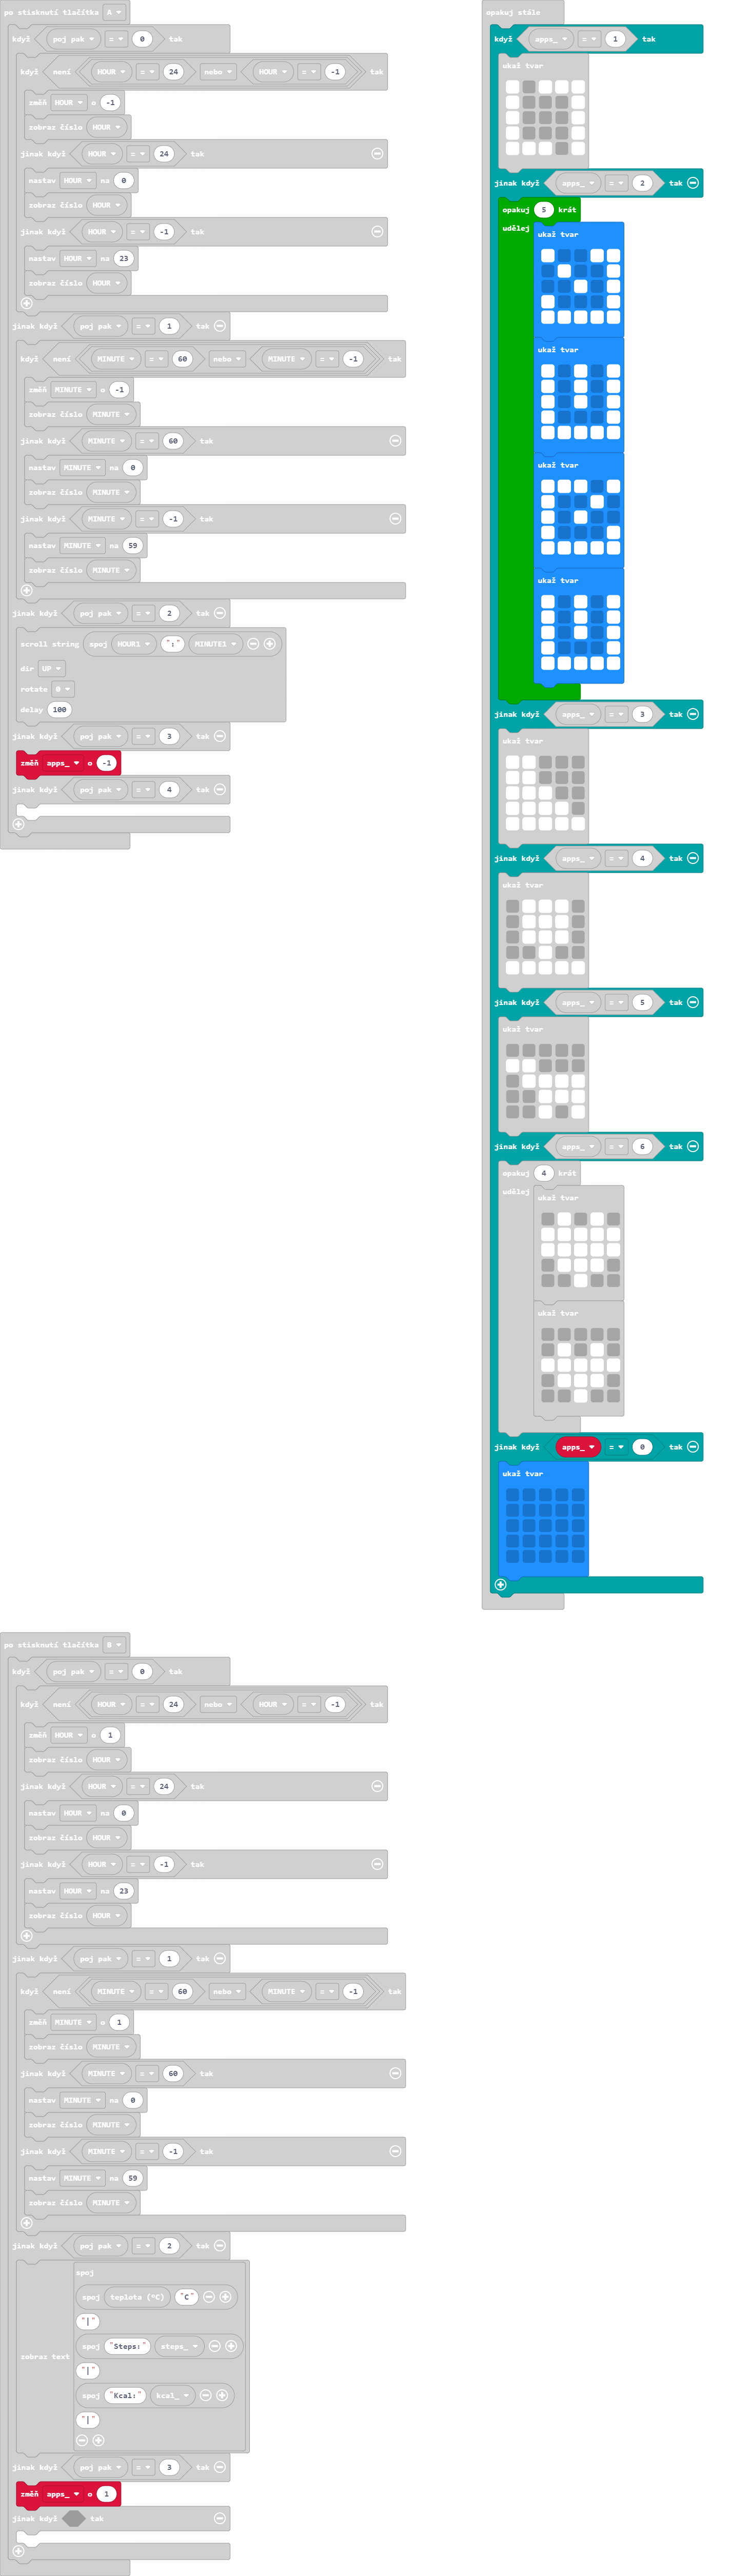 po stisknutí tlačítka A
když poj pak = 0 tak
když není HOUR = 24 nebo HOUR = -1 tak
změň HOUR o -1
zobraz číslo HOUR
jinak když HOUR = 24 tak
nastav HOUR na 0
zobraz číslo HOUR
jinak když HOUR = -1 tak
nastav HOUR na 23
zobraz číslo HOUR
jinak když poj pak = 1 tak
když není MINUTE = 60 nebo MINUTE = -1 tak
změň MINUTE o -1
zobraz číslo MINUTE
jinak když MINUTE = 60 tak
nastav MINUTE na 0
zobraz číslo MINUTE
jinak když MINUTE = -1 tak
nastav MINUTE na 59
zobraz číslo MINUTE
jinak když poj pak = 2 tak
scroll string spoj HOUR1 ":" MINUTE1
dir UP
rotate 0
delay 100
jinak když poj pak = 3 tak
změň apps_ o -1
jinak když poj pak = 4 tak
opakuj stále
když apps_ = 1 tak
ukaž tvar
jinak když apps_ = 2 tak
opakuj 5 krát
udělej
ukaž tvar
ukaž tvar
ukaž tvar
ukaž tvar
jinak když apps_ = 3 tak
ukaž tvar
jinak když apps_ = 4 tak
ukaž tvar
jinak když apps_ = 5 tak
ukaž tvar
jinak když apps_ = 6 tak
opakuj 4 krát
udělej
ukaž tvar
ukaž tvar
jinak když apps_ = 0 tak
ukaž tvar
po stisknutí tlačítka B
když poj pak = 0 tak
když není HOUR = 24 nebo HOUR = -1 tak
změň HOUR o 1
zobraz číslo HOUR
jinak když HOUR = 24 tak
nastav HOUR na 0
zobraz číslo HOUR
jinak když HOUR = -1 tak
nastav HOUR na 23
zobraz číslo HOUR
jinak když poj pak = 1 tak
když není MINUTE = 60 nebo MINUTE = -1 tak
změň MINUTE o 1
zobraz číslo MINUTE
jinak když MINUTE = 60 tak
nastav MINUTE na 0
zobraz číslo MINUTE
jinak když MINUTE = -1 tak
nastav MINUTE na 59
zobraz číslo MINUTE
jinak když poj pak = 2 tak
zobraz text
spoj
spoj teplota (°C) "C"
"|"
spoj "Steps:" steps_
"|"
spoj "Kcal:" kcal_
"|"
jinak když poj pak = 3 tak
změň apps_ o 1
jinak když tak